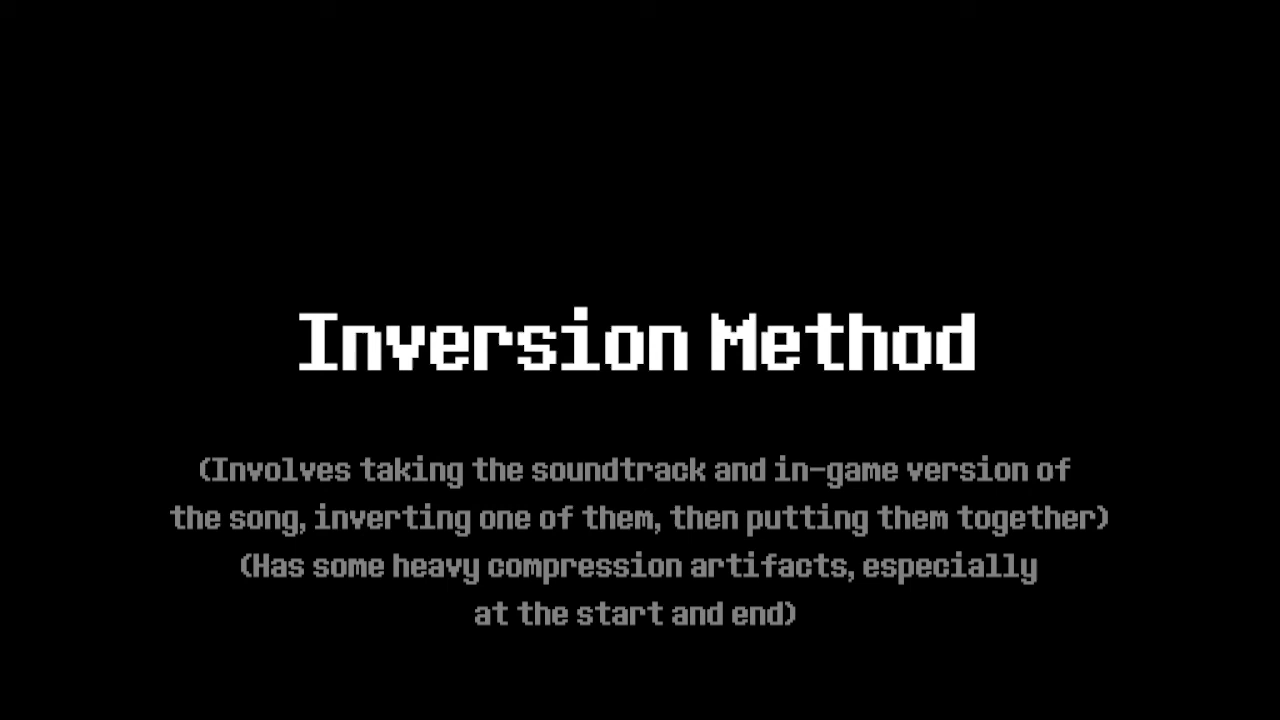 Inversion Method
(Involves taking the soundtrack and in-game version of
the song, inverting one of them, then putting them together)
(Has some heavy compression artifacts, especially
at the start and end)